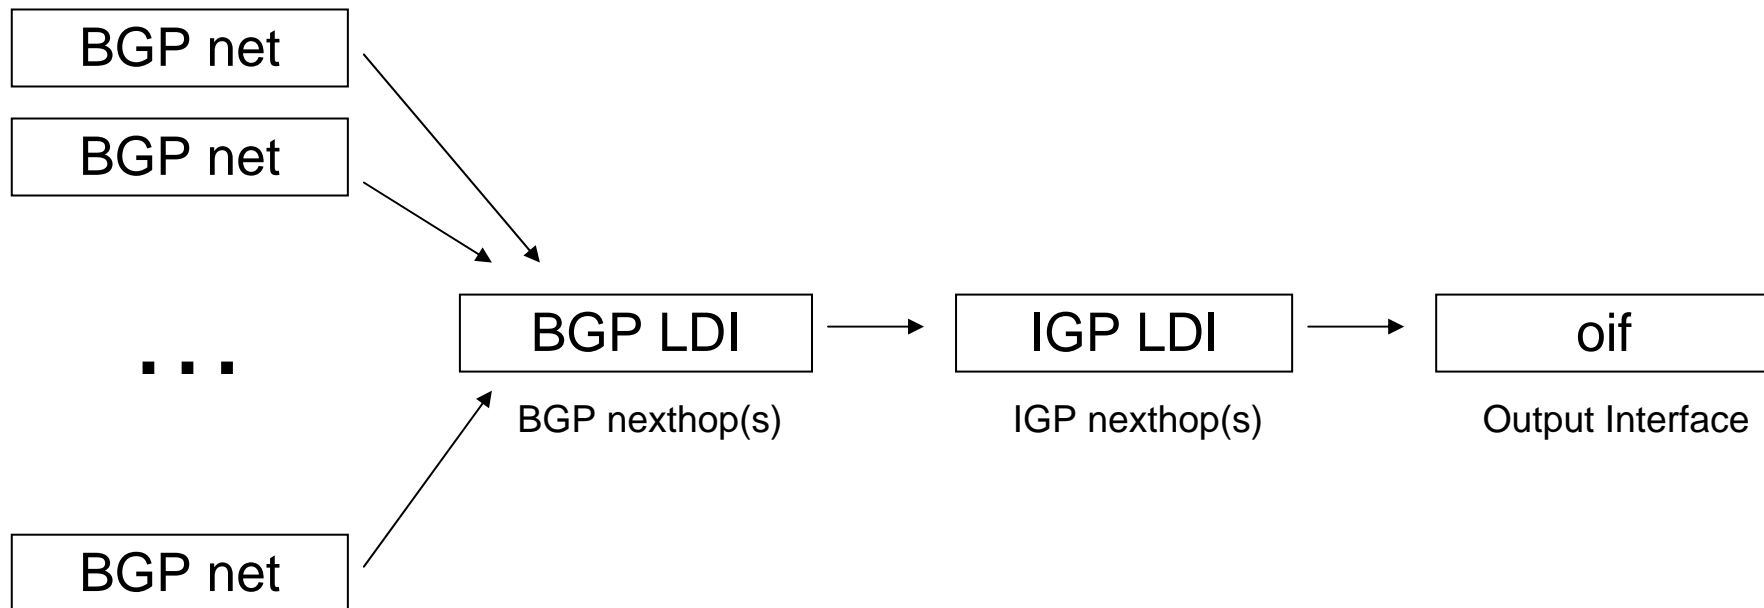 BGP net
BGP net
...
BGP LDI
IGP LDI
oif
BGP nexthop(s)
IGP nexthop(s)
Output Interface
BGP net